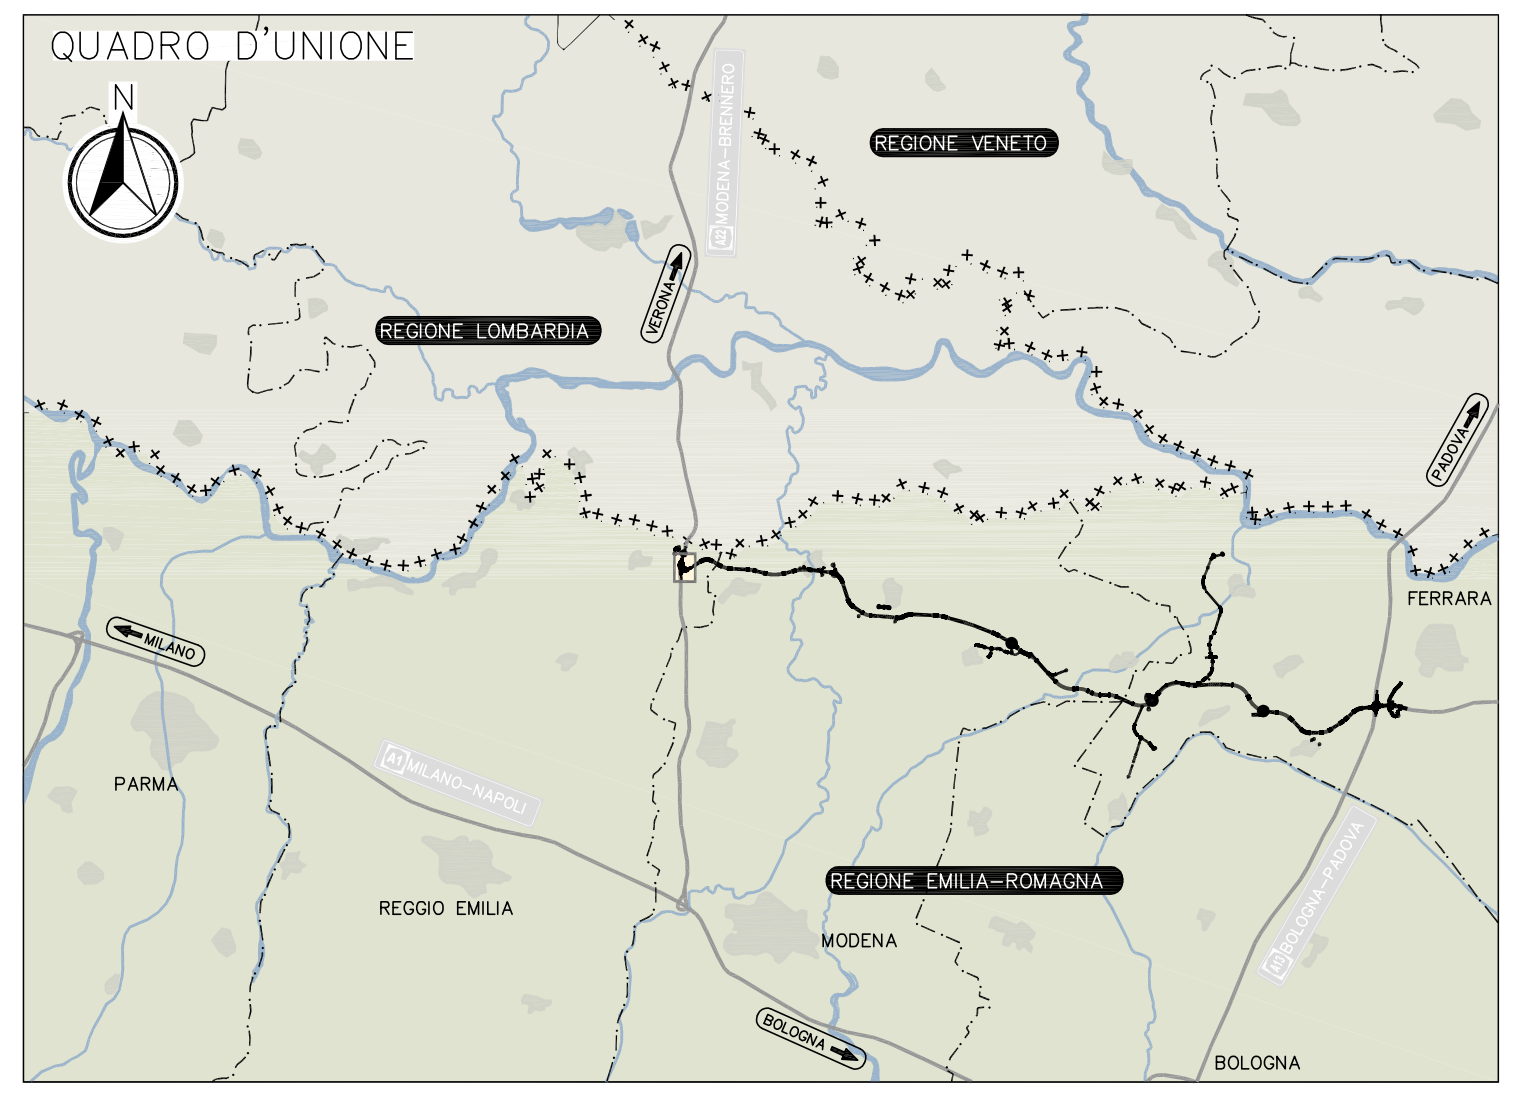 QUADRO D'UNIONE
N
A22 MODENA–BRENNERO
REGIONE VENETO
VERONA
REGIONE LOMBARDIA
PADOVA
FERRARA
MILANO
PARMA
A1 MILANO–NAPOLI
REGIONE EMILIA–ROMAGNA
A13 BOLOGNA–PADOVA
REGGIO EMILIA
MODENA
BOLOGNA
BOLOGNA